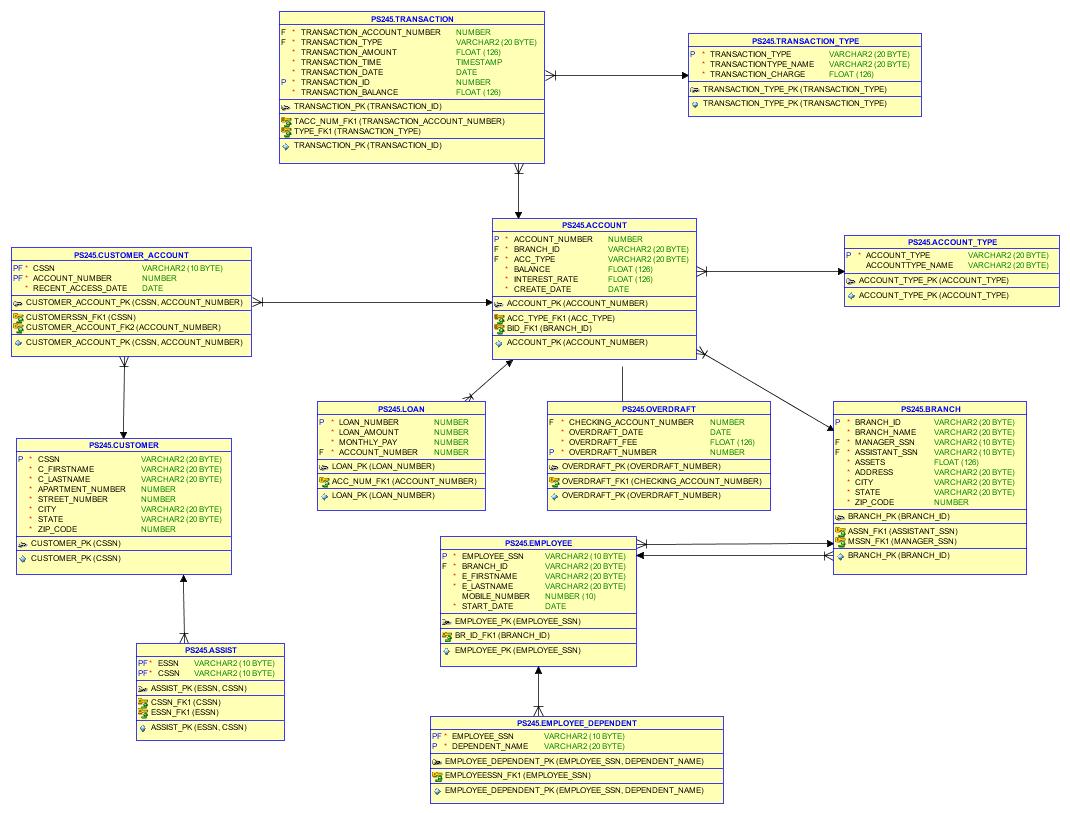 PS245.TRANSACTION
F * TRANSACTION_ACCOUNT_NUMBER NUMBER
F * TRANSACTION_TYPE VARCHAR2 (20 BYTE)
* TRANSACTION_AMOUNT FLOAT (126)
* TRANSACTION_TIME TIMESTAMP
* TRANSACTION_DATE DATE
P * TRANSACTION_ID NUMBER
* TRANSACTION_BALANCE FLOAT (126)
TRANSACTION_PK (TRANSACTION_ID)
TACC_NUM_FK1 (TRANSACTION_ACCOUNT_NUMBER)
TYPE_FK1 (TRANSACTION_TYPE)
TRANSACTION_PK (TRANSACTION_ID)
PS245.TRANSACTION_TYPE
P * TRANSACTION_TYPE VARCHAR2 (20 BYTE)
* TRANSACTIONTYPE_NAME VARCHAR2 (20 BYTE)
* TRANSACTION_CHARGE FLOAT (126)
TRANSACTION_TYPE_PK (TRANSACTION_TYPE)
TRANSACTION_TYPE_PK (TRANSACTION_TYPE)
PS245.CUSTOMER_ACCOUNT
PF * CSSN VARCHAR2 (10 BYTE)
PF * ACCOUNT_NUMBER NUMBER
* RECENT_ACCESS_DATE DATE
CUSTOMER_ACCOUNT_PK (CSSN, ACCOUNT_NUMBER)
CUSTOMERSSN_FK1 (CSSN)
CUSTOMER_ACCOUNT_FK2 (ACCOUNT_NUMBER)
CUSTOMER_ACCOUNT_PK (CSSN, ACCOUNT_NUMBER)
PS245.ACCOUNT
P * ACCOUNT_NUMBER NUMBER
F * BRANCH_ID VARCHAR2 (20 BYTE)
F * ACC_TYPE VARCHAR2 (20 BYTE)
* BALANCE FLOAT (126)
* INTEREST_RATE FLOAT (126)
* CREATE_DATE DATE
ACCOUNT_PK (ACCOUNT_NUMBER)
ACC_TYPE_FK1 (ACC_TYPE)
BID_FK1 (BRANCH_ID)
ACCOUNT_PK (ACCOUNT_NUMBER)
PS245.ACCOUNT_TYPE
P * ACCOUNT_TYPE VARCHAR2 (20 BYTE)
ACCOUNTTYPE_NAME VARCHAR2 (20 BYTE)
ACCOUNT_TYPE_PK (ACCOUNT_TYPE)
ACCOUNT_TYPE_PK (ACCOUNT_TYPE)
PS245.CUSTOMER
P * CSSN VARCHAR2 (20 BYTE)
* C_FIRSTNAME VARCHAR2 (20 BYTE)
* C_LASTNAME VARCHAR2 (20 BYTE)
* APARTMENT_NUMBER NUMBER
* STREET_NUMBER NUMBER
* CITY VARCHAR2 (20 BYTE)
* STATE VARCHAR2 (20 BYTE)
* ZIP_CODE NUMBER
CUSTOMER_PK (CSSN)
CUSTOMER_PK (CSSN)
PS245.LOAN
P * LOAN_NUMBER NUMBER
* LOAN_AMOUNT NUMBER
* MONTHLY_PAY NUMBER
F * ACCOUNT_NUMBER NUMBER
LOAN_PK (LOAN_NUMBER)
ACC_NUM_FK1 (ACCOUNT_NUMBER)
LOAN_PK (LOAN_NUMBER)
PS245.OVERDRAFT
F * CHECKING_ACCOUNT_NUMBER NUMBER
* OVERDRAFT_DATE DATE
* OVERDRAFT_FEE FLOAT (126)
P * OVERDRAFT_NUMBER NUMBER
OVERDRAFT_PK (OVERDRAFT_NUMBER)
OVERDRAFT_FK1 (CHECKING_ACCOUNT_NUMBER)
OVERDRAFT_PK (OVERDRAFT_NUMBER)
PS245.BRANCH
P * BRANCH_ID VARCHAR2 (20 BYTE)
* BRANCH_NAME VARCHAR2 (20 BYTE)
F * MANAGER_SSN VARCHAR2 (10 BYTE)
F * ASSISTANT_SSN VARCHAR2 (10 BYTE)
* ASSETS FLOAT (126)
* ADDRESS VARCHAR2 (20 BYTE)
* CITY VARCHAR2 (20 BYTE)
* STATE VARCHAR2 (20 BYTE)
* ZIP_CODE NUMBER
BRANCH_PK (BRANCH_ID)
ASSN_FK1 (ASSISTANT_SSN)
MSSN_FK1 (MANAGER_SSN)
BRANCH_PK (BRANCH_ID)
PS245.EMPLOYEE
P * EMPLOYEE_SSN VARCHAR2 (10 BYTE)
F * BRANCH_ID VARCHAR2 (20 BYTE)
* E_FIRSTNAME VARCHAR2 (20 BYTE)
* E_LASTNAME VARCHAR2 (20 BYTE)
MOBILE_NUMBER NUMBER (10)
* START_DATE DATE
EMPLOYEE_PK (EMPLOYEE_SSN)
BR_ID_FK1 (BRANCH_ID)
EMPLOYEE_PK (EMPLOYEE_SSN)
PS245.ASSIST
PF * ESSN VARCHAR2 (10 BYTE)
PF * CSSN VARCHAR2 (10 BYTE)
ASSIST_PK (ESSN, CSSN)
CSSN_FK1 (CSSN)
ESSN_FK1 (ESSN)
ASSIST_PK (ESSN, CSSN)
PS245.EMPLOYEE_DEPENDENT
PF * EMPLOYEE_SSN VARCHAR2 (10 BYTE)
P * DEPENDENT_NAME VARCHAR2 (20 BYTE)
EMPLOYEE_DEPENDENT_PK (EMPLOYEE_SSN, DEPENDENT_NAME)
EMPLOYEESSN_FK1 (EMPLOYEE_SSN)
EMPLOYEE_DEPENDENT_PK (EMPLOYEE_SSN, DEPENDENT_NAME)